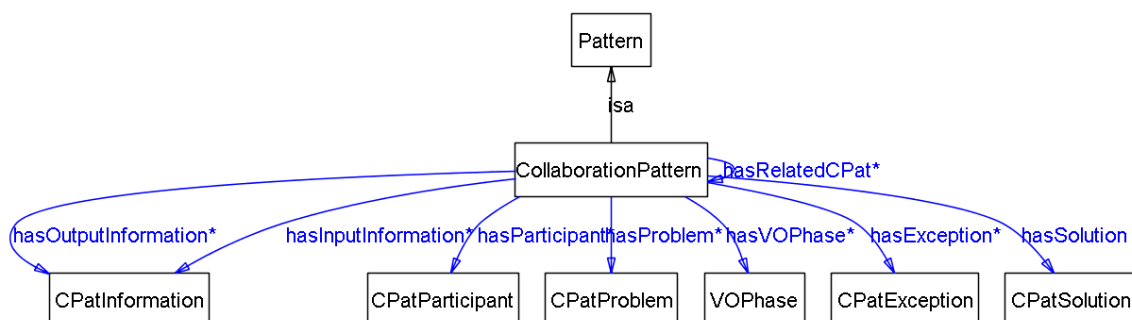 Pattern
isa
CollaborationPattern
hasRelatedCPat*
hasOutputInformation*
hasInputInformation*
hasParticipant*
hasProblem*
hasVOPhase*
hasException*
hasSolution
CPatInformation
CPatParticipant
CPatProblem
VOPhase
CPatException
CPatSolution